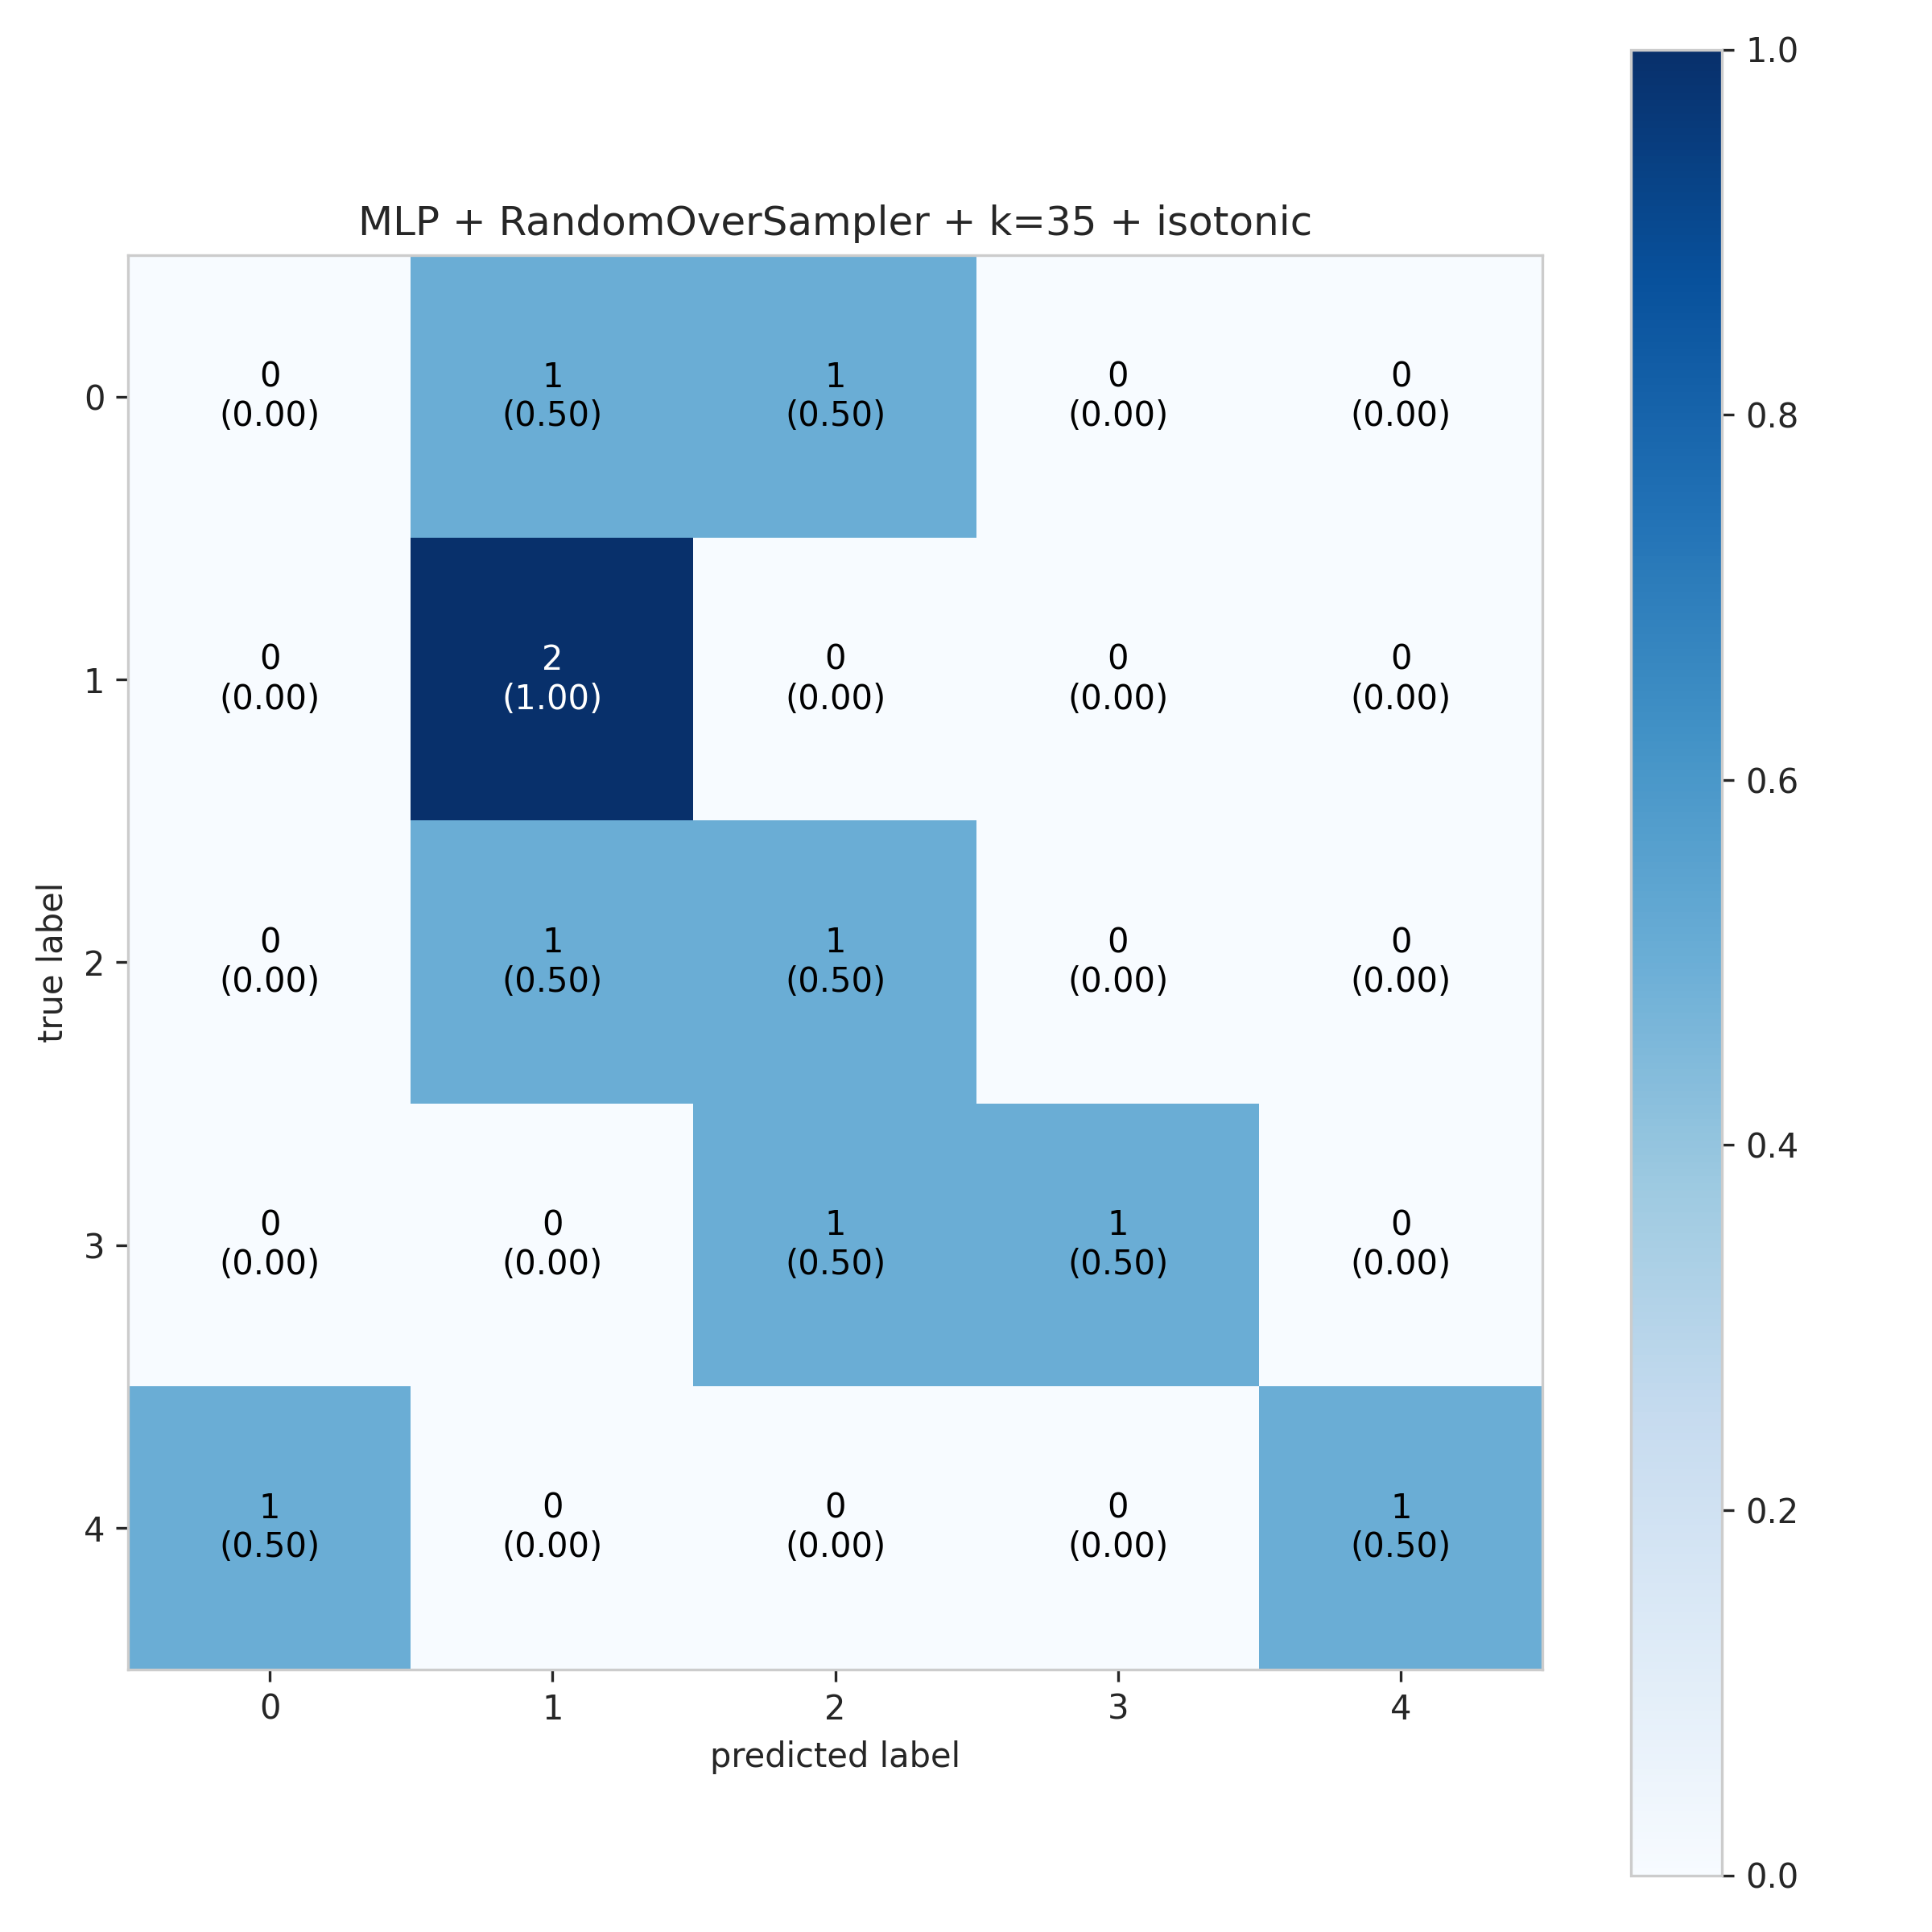 MLP + RandomOverSampler + k=35 + isotonic
1.0
0.8
0.6
0.4
0.2
0.0
true label
0
0 1 1 0 0
(0.00) (0.50) (0.50) (0.00) (0.00)
1
0 2 0 0 0
(0.00) (1.00) (0.00) (0.00) (0.00)
2
0 1 1 0 0
(0.00) (0.50) (0.50) (0.00) (0.00)
3
0 0 1 1 0
(0.00) (0.00) (0.50) (0.50) (0.00)
4
1 0 0 0 1
(0.50) (0.00) (0.00) (0.00) (0.50)
0 1 2 3 4
predicted label